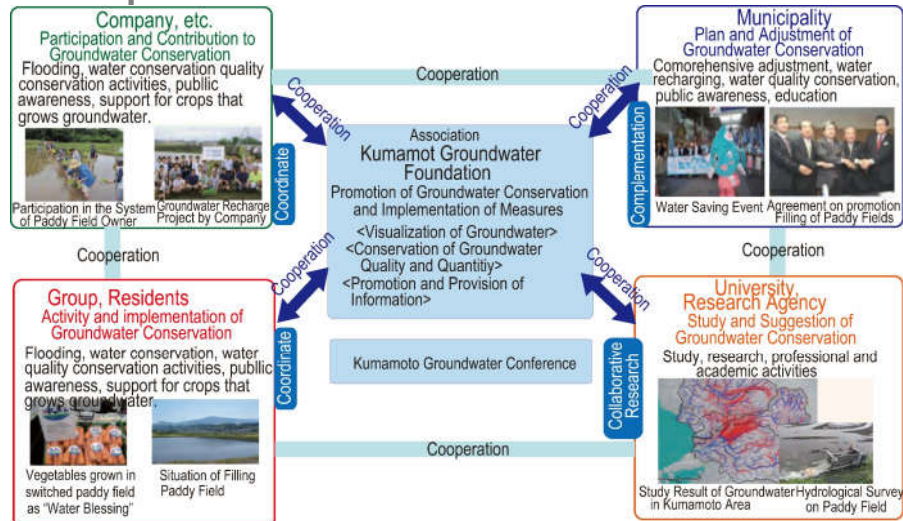 Company, etc.
Participation and Contribution to
Groundwater Conservation
Flooding, water conservation quality
conservation activities, public
awareness, support for crops that
grows groundwater.
Participation in the System
of Paddy Field Owner
Groundwater Recharge
Project by Company
Coordinate
Cooperation
Cooperation
Municipality
Plan and Adjustment of
Groundwater Conservation
Comorehensive adjustment, water
recharging, water quality conservation,
public awareness, education
Water Saving Event
Agreement on promotion
Filling of Paddy Fields
Complementation
Cooperation
Association
Kumamot Groundwater
Foundation
Promotion of Groundwater Conservation
and Implementation of Measures
<Visualization of Groundwater>
<Conservation of Groundwater
Quality and Quantitiy>
<Promotion and Provision of
Information>
Kumamoto Groundwater Conference
Cooperation
Cooperation
Group, Residents
Activity and implementation of
Groundwater Conservation
Flooding, water conservation, water
quality conservation activities, public
awareness, support for crops that
grows groundwater.
Vegetables grown in
switched paddy field
as "Water Blessing"
Situation of Filling
Paddy Field
Coordinate
Cooperation
Cooperation
University,
Research Agency
Study and Suggestion of
Groundwater Conservation
Study, research, professional and
academic activities
Study Result of Groundwater
in Kumamoto Area
Hydrological Survey
on Paddy Field
Collaborative
Research
Cooperation
Cooperation